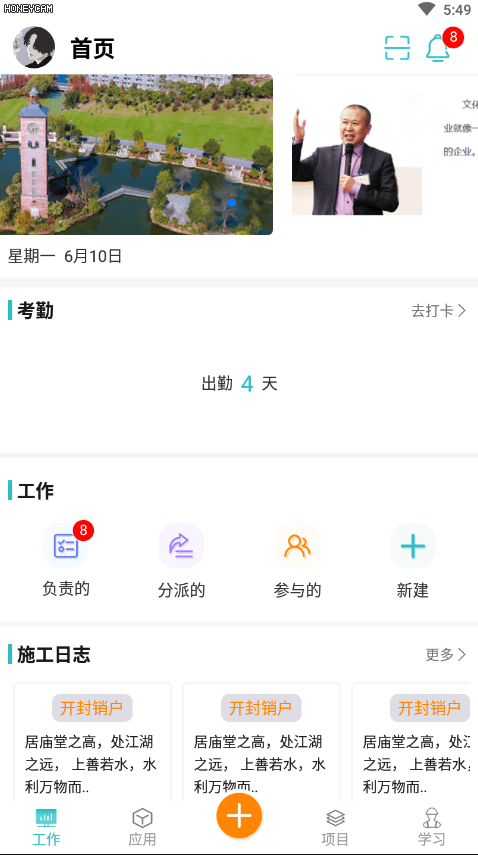 HONEYCAM
5:49
首页
8
文化
业就像一
的企业。
星期一 6月10日
考勤
去打卡
出勤 4 天
工作
8
负责的
分派的
参与的
新建
施工日志
更多
开封销户
居庙堂之高，处江湖
之远， 上善若水，水
利万物而..
开封销户
居庙堂之高，处江湖
之远， 上善若水，水
利万物而..
开封销户
居庙堂之高，处江
之远， 上善若水，
利万物而..
工作
应用
项目
学习